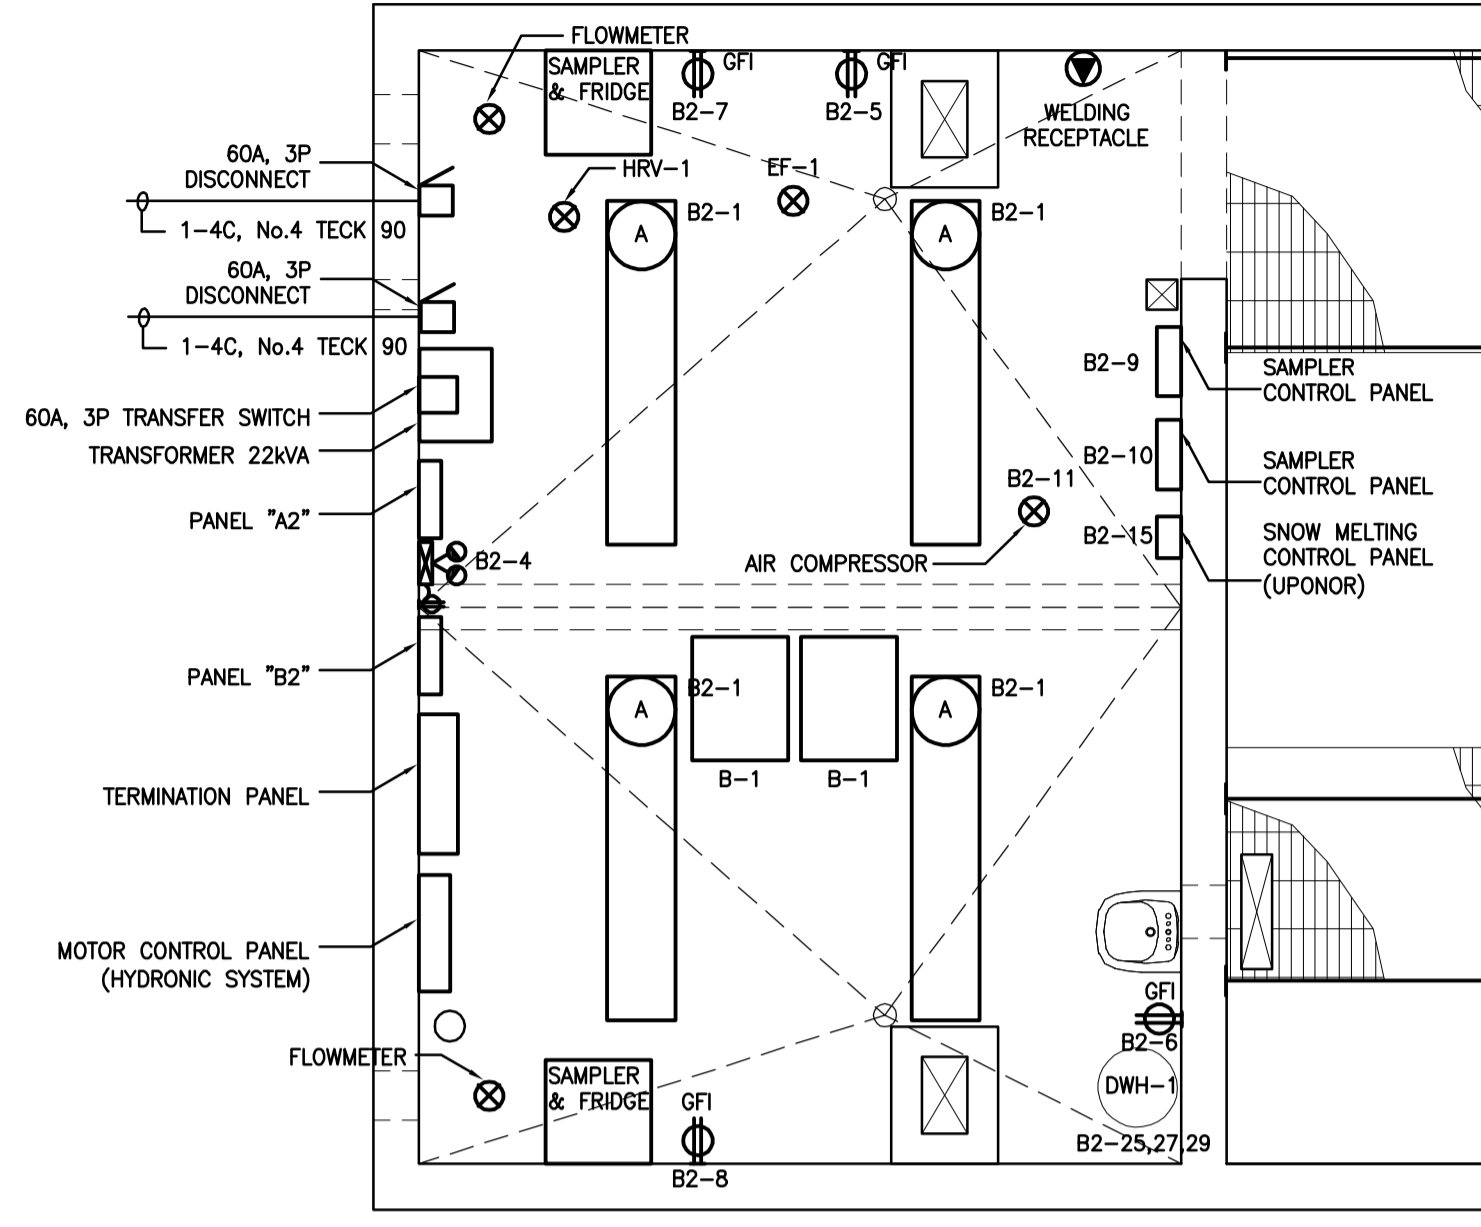 FLOWMETER
SAMPLER
& FRIDGE
GFI
B2-7
GFI
B2-5
WELDING
RECEPTACLE
60A, 3P
DISCONNECT
1-4C, No.4 TECK 90
HRV-1
EF-1
B2-1
A
B2-1
A
60A, 3P
DISCONNECT
1-4C, No.4 TECK 90
60A, 3P TRANSFER SWITCH
TRANSFORMER 22kVA
PANEL "A2"
B2-4
B2-9
SAMPLER
CONTROL PANEL
B2-10
SAMPLER
CONTROL PANEL
B2-11
AIR COMPRESSOR
B2-15
SNOW MELTING
CONTROL PANEL
(UPONOR)
PANEL "B2"
B2-1
A
B2-1
A
B-1
B-1
TERMINATION PANEL
MOTOR CONTROL PANEL
(HYDRONIC SYSTEM)
FLOWMETER
SAMPLER
& FRIDGE
GFI
B2-8
GFI
B2-6
DWH-1
B2-25,27,29